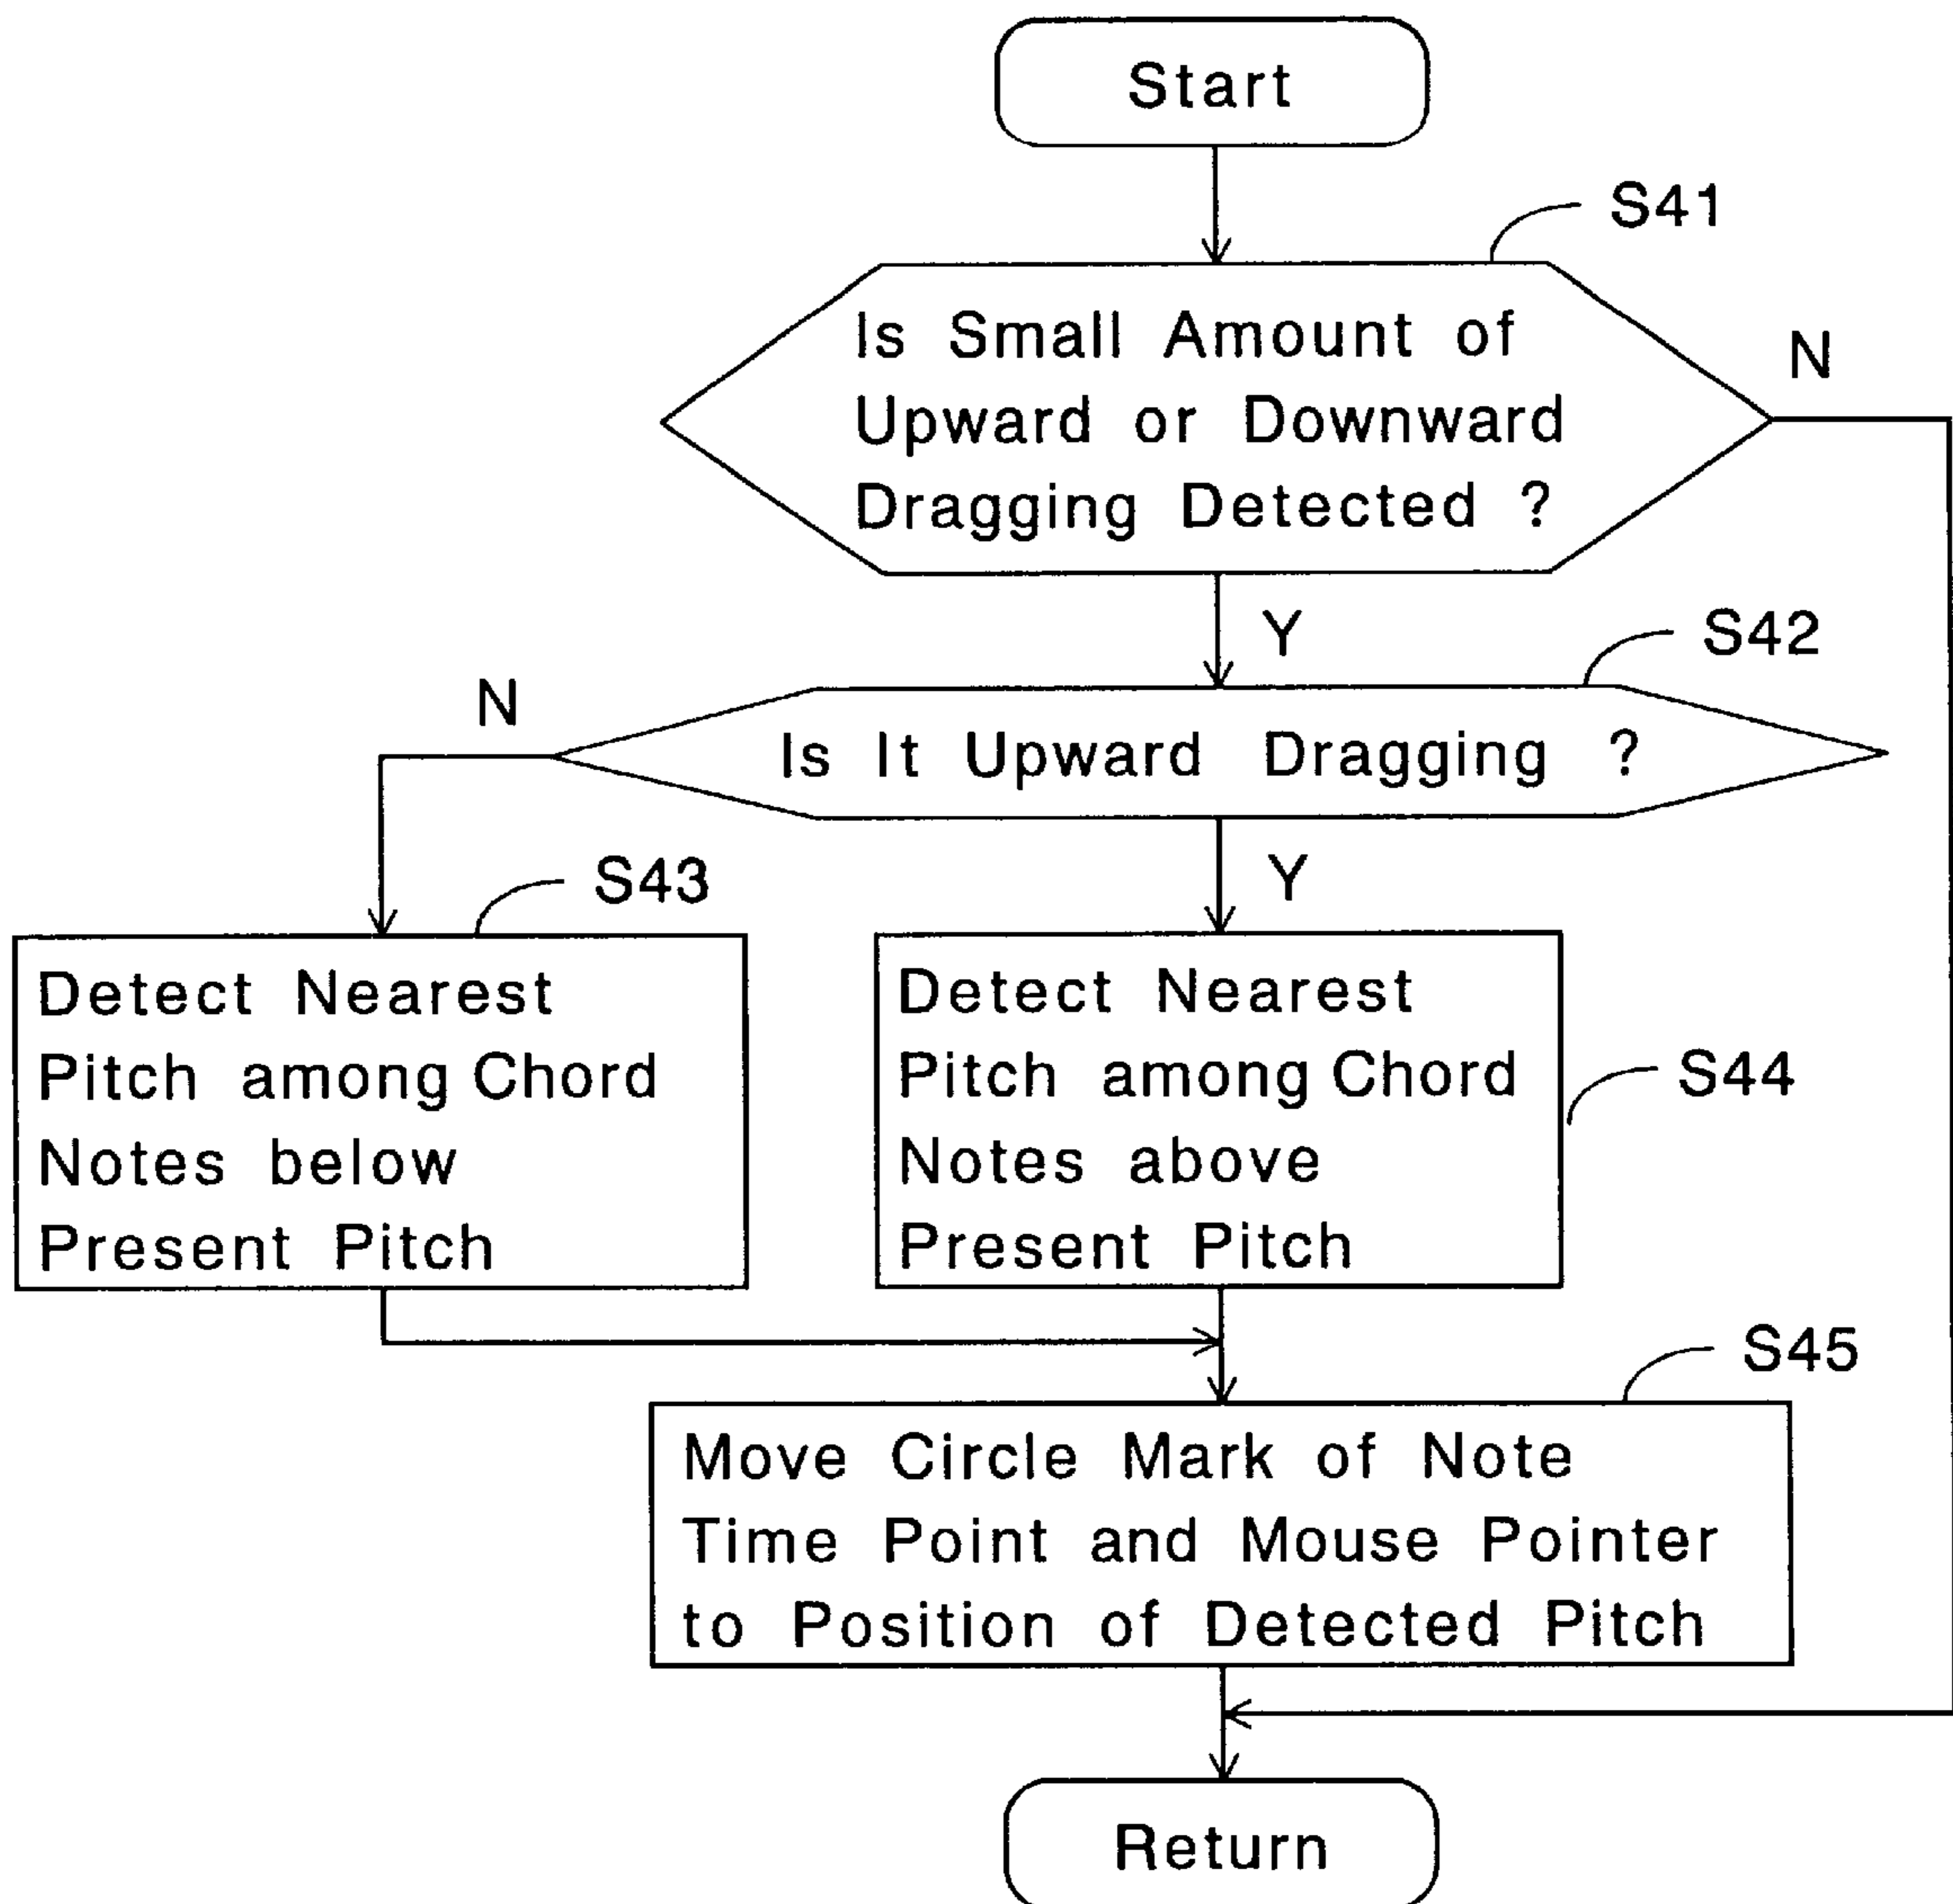 Start
S41
Is Small Amount of
Upward or Downward
Dragging Detected ?
N
Y
S42
N
Is It Upward Dragging ?
S43
Y
Detect Nearest
Pitch among Chord
Notes below
Present Pitch
Detect Nearest
Pitch among Chord
Notes above
Present Pitch
S44
S45
Move Circle Mark of Note
Time Point and Mouse Pointer
to Position of Detected Pitch
Return